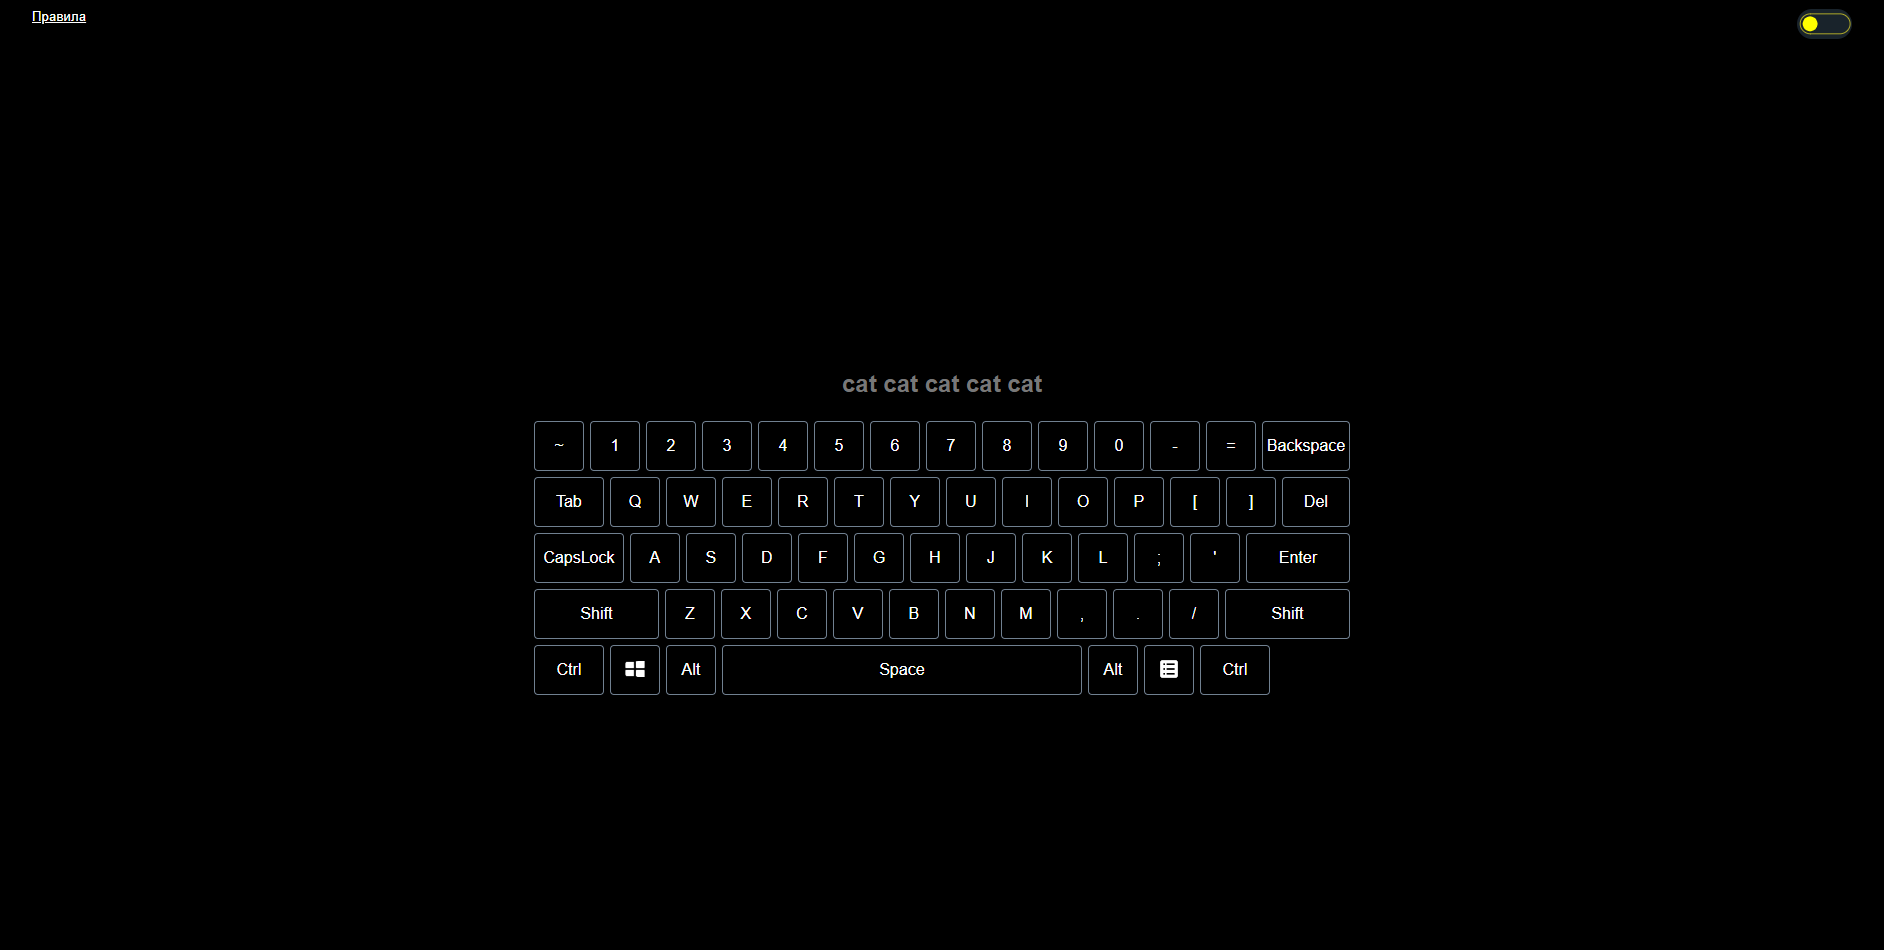 Правила
cat cat cat cat cat
~ 1 2 3 4 5 6 7 8 9 0 - = Backspace
Tab Q W E R T Y U I O P [ ] Del
CapsLock A S D F G H J K L ; ' Enter
Shift Z X C V B N M , . / Shift
Ctrl Alt Space Alt Ctrl